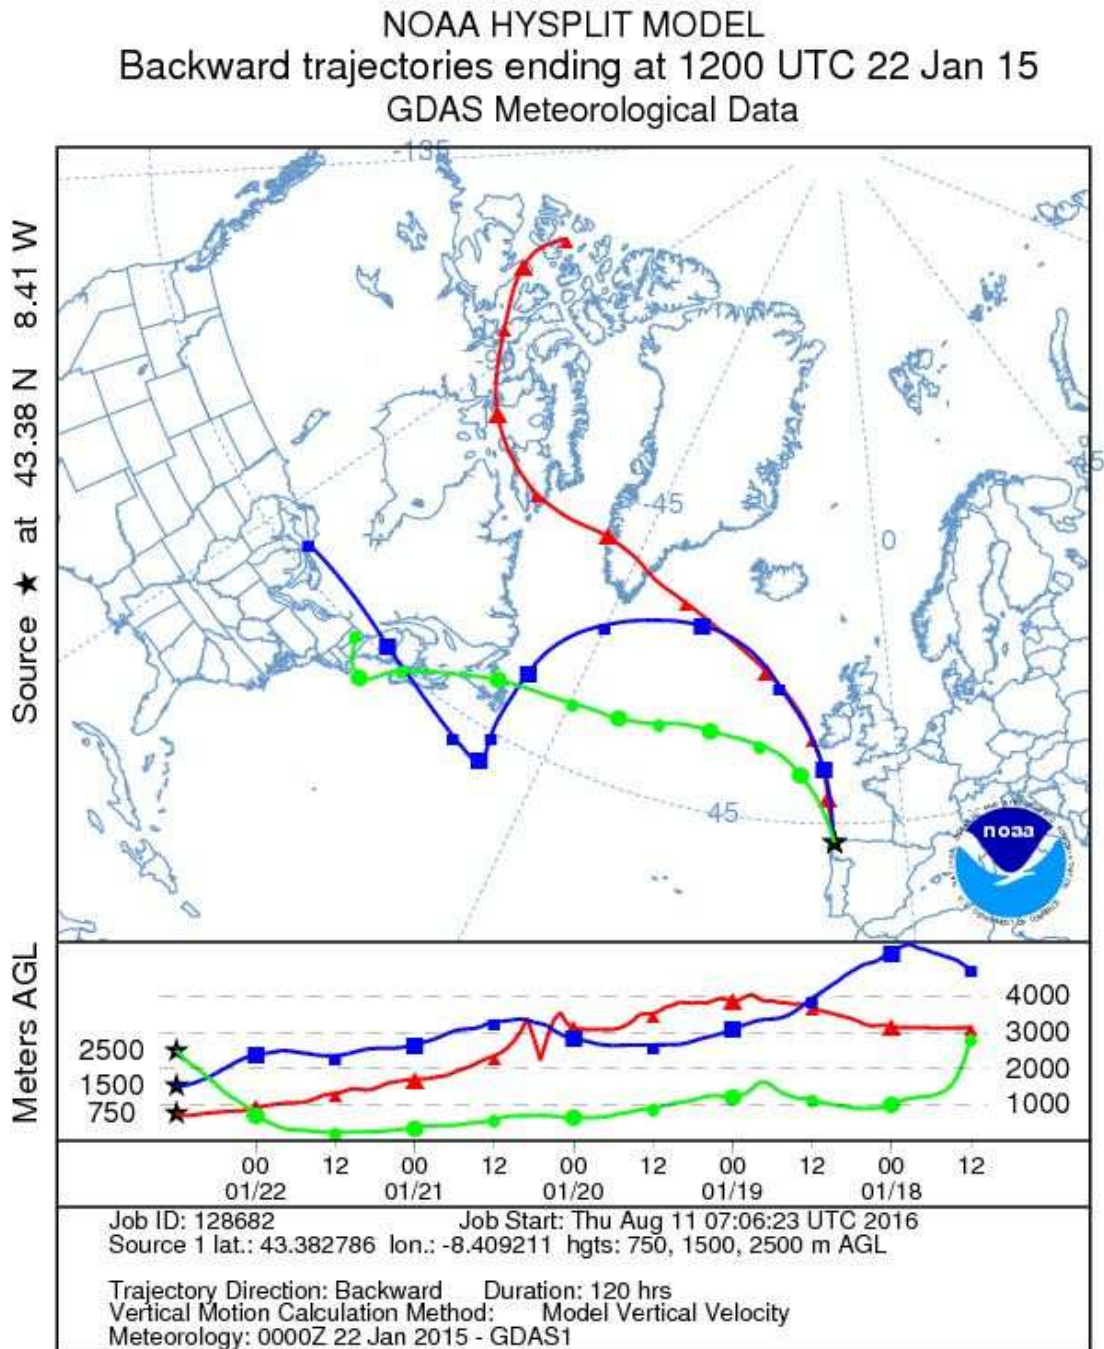 NOAA HYSPLIT MODEL
Backward trajectories ending at 1200 UTC 22 Jan 15
GDAS Meteorological Data
Source ★ at 43.38 N 8.41 W
-135
-45
0
45
45
noaa
Meters AGL
2500
1500
750
4000
3000
2000
1000
00 12 00 12 00 12 00 12 00 12
01/22 01/21 01/20 01/19 01/18
Job ID: 128682 Job Start: Thu Aug 11 07:06:23 UTC 2016
Source 1 lat.: 43.382786 lon.: -8.409211 hgts: 750, 1500, 2500 m AGL
Trajectory Direction: Backward Duration: 120 hrs
Vertical Motion Calculation Method: Model Vertical Velocity
Meteorology: 0000Z 22 Jan 2015 - GDAS1